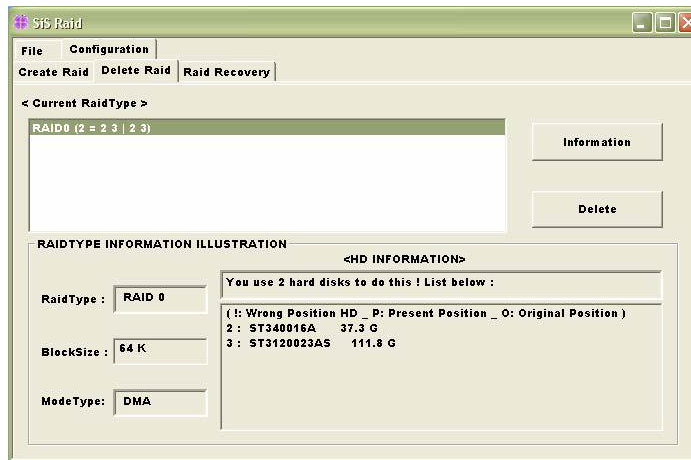 SiS Raid
File Configuration
Create Raid Delete Raid Raid Recovery
< Current RaidType >
RAID0 (2 = 2 3 | 2 3)
Information
Delete
RAIDTYPE INFORMATION ILLUSTRATION
<HD INFORMATION>
You use 2 hard disks to do this ! List below :
RaidType : RAID 0
( !: Wrong Position HD _ P: Present Position _ O: Original Position )
2 : ST340016A 37.3 G
3 : ST3120023AS 111.8 G
BlockSize : 64 K
ModeType: DMA